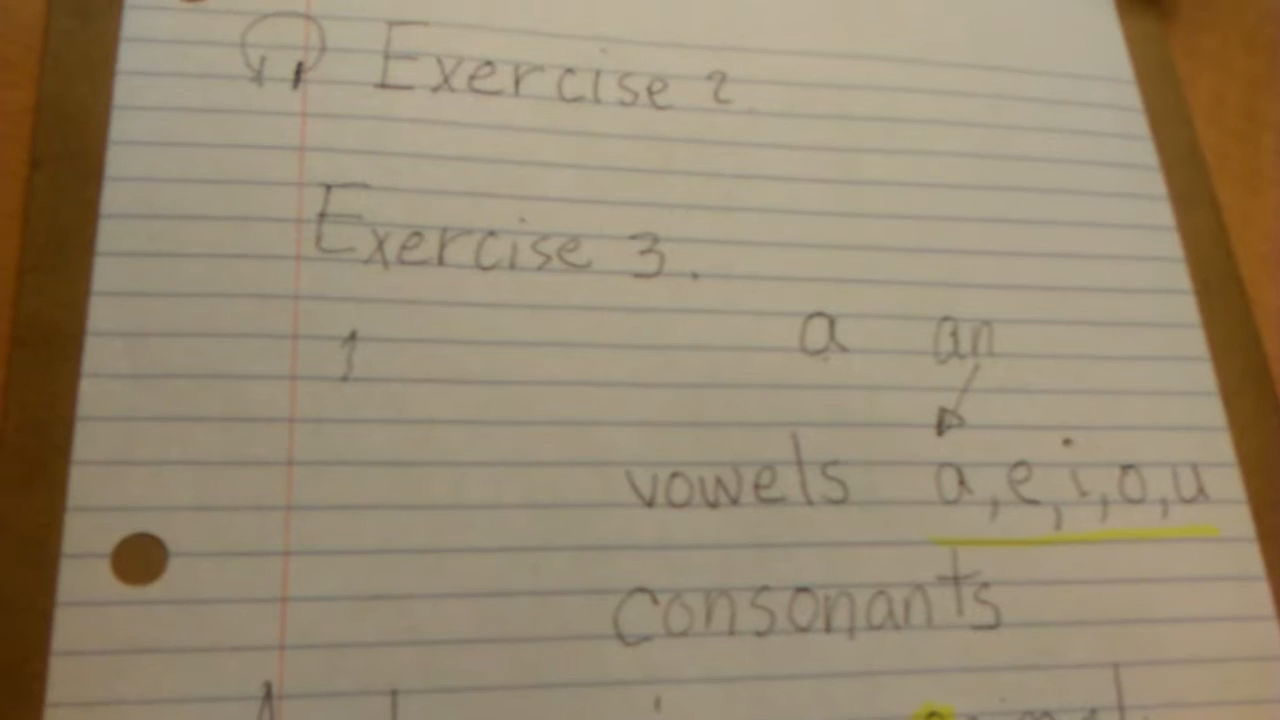 Exercise 2
Exercise 3.
1 a an
vowels a, e, i, o, u
consonants